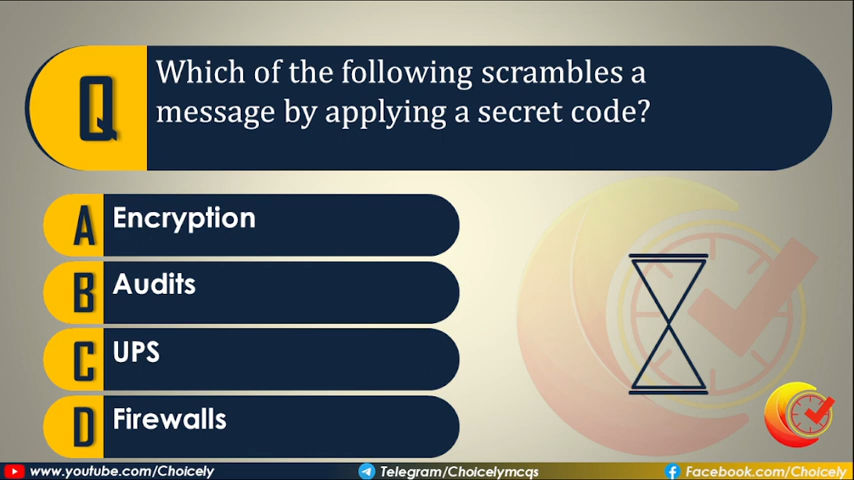 Q
Which of the following scrambles a
message by applying a secret code?
A Encryption
B Audits
C UPS
D Firewalls
www.youtube.com/Choicely Telegram/Choicelymcqs Facebook.com/Choicely